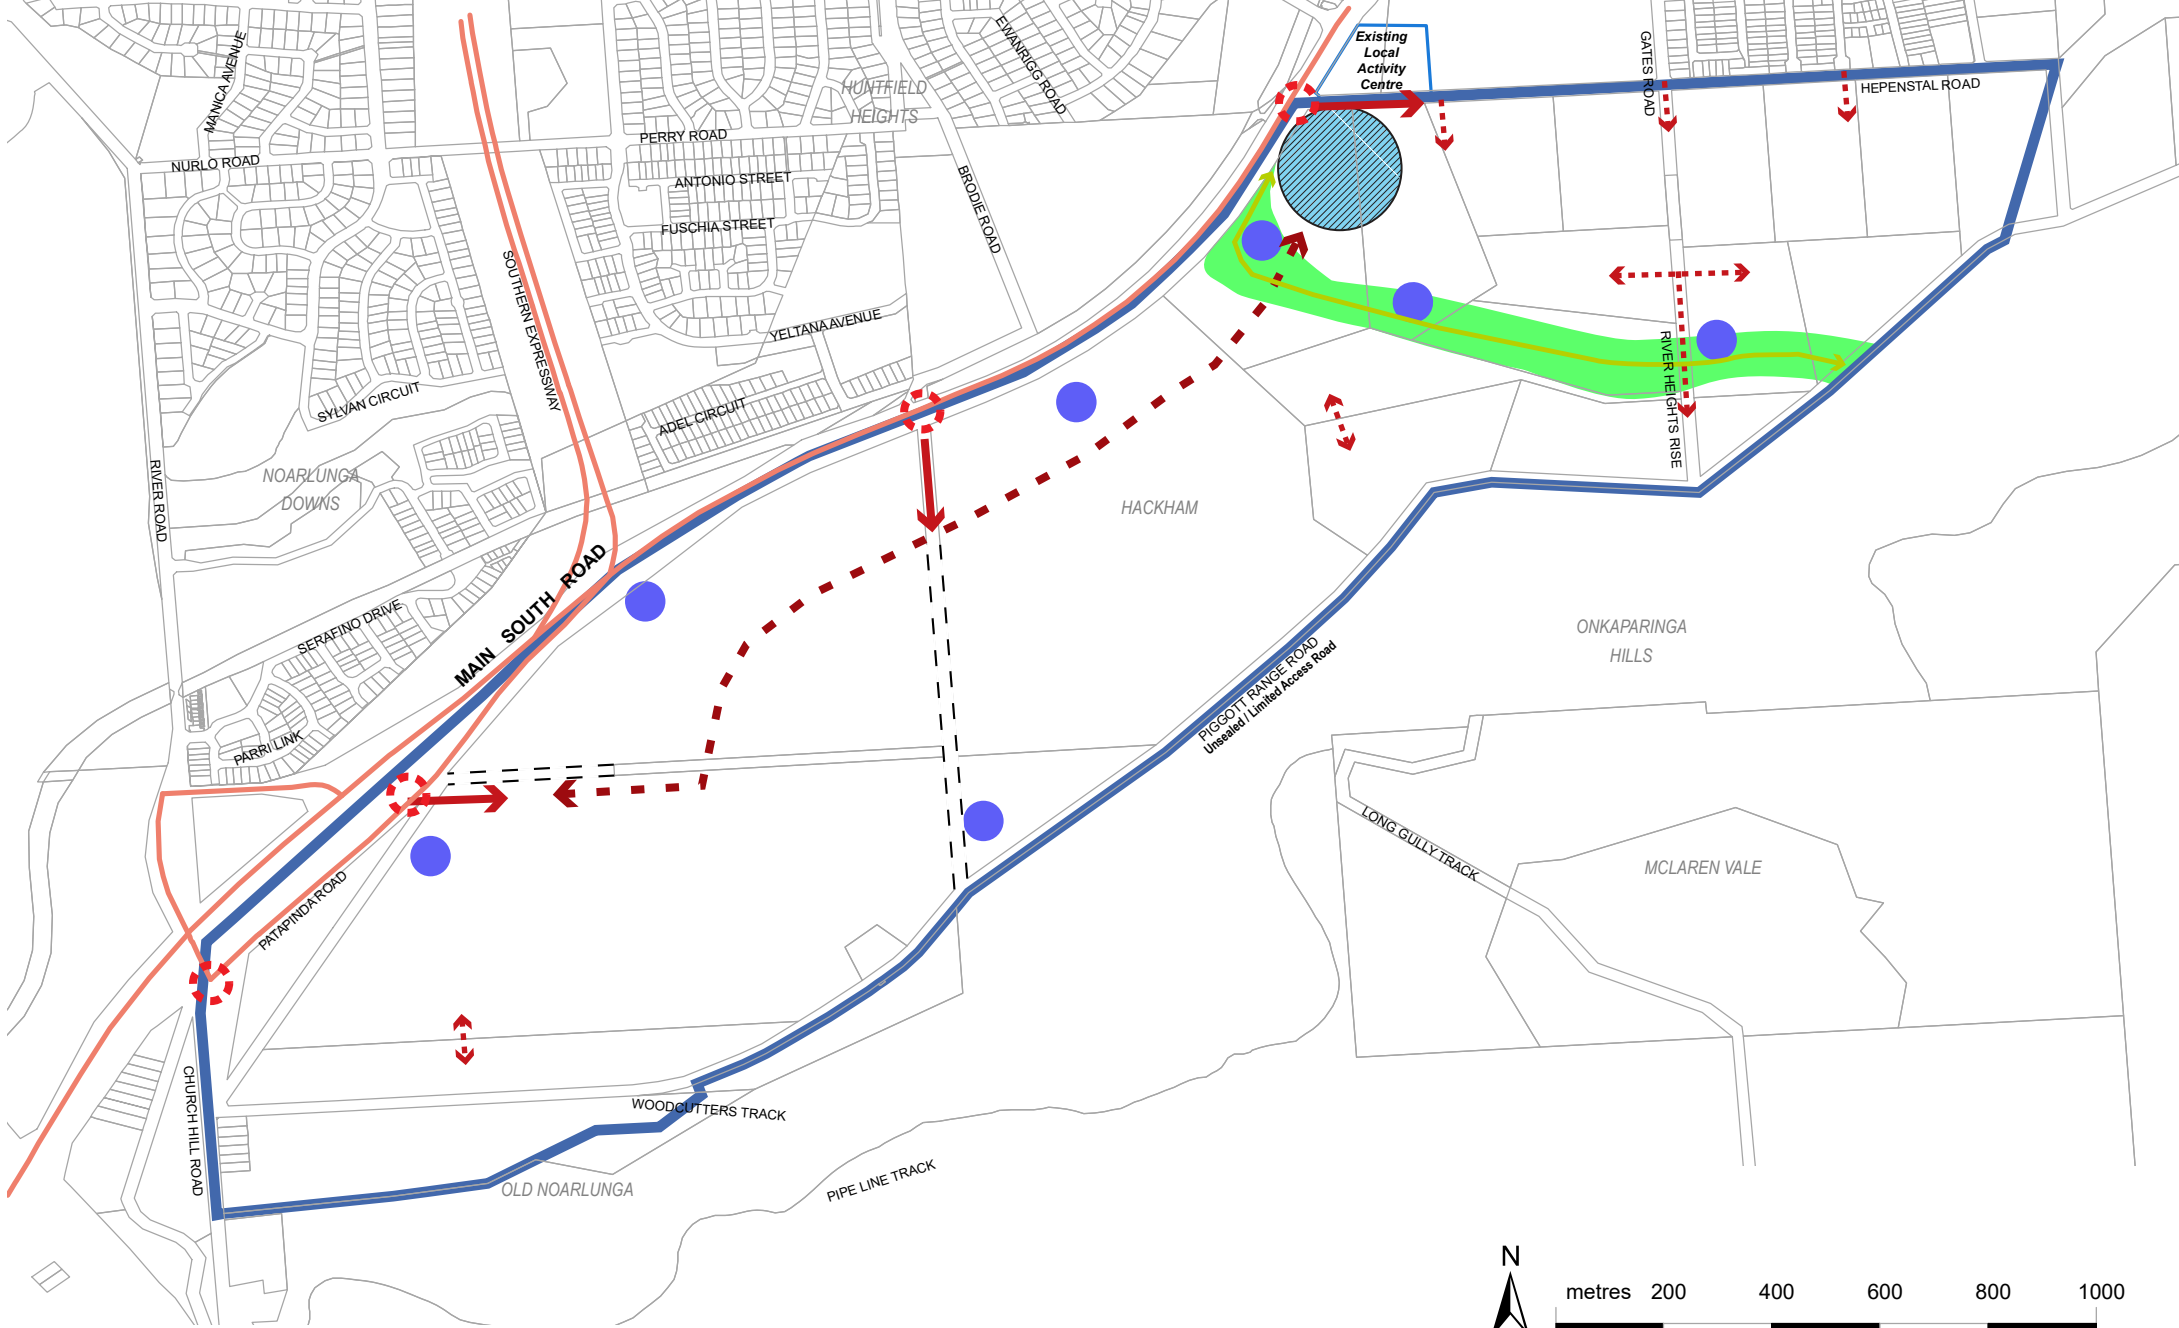 MANICA AVENUE
EWANRIGG ROAD
Existing
Local
Activity
Centre
GATES ROAD
HEPENSTAL ROAD
HUNTFIELD
HEIGHTS
PERRY ROAD
NURLO ROAD
ANTONIO STREET
BRODIE ROAD
FUSCHIA STREET
SOUTHERN EXPRESSWAY
YELTANA AVENUE
SYLVAN CIRCUIT
ADEL CIRCUIT
RIVER HEIGHTS RISE
RIVER ROAD
NOARLUNGA
DOWNS
HACKHAM
MAIN SOUTH ROAD
SERAFINO DRIVE
ONKAPARINGA
HILLS
PIGGOTT RANGE ROAD
Unsealed / Limited Access Road
PARRI LINK
LONG GULLY TRACK
MCLAREN VALE
PATAPINDA ROAD
CHURCH HILL ROAD
WOODCUTTERS TRACK
OLD NOARLUNGA
PIPE LINE TRACK
N
metres 200 400 600 800 1000